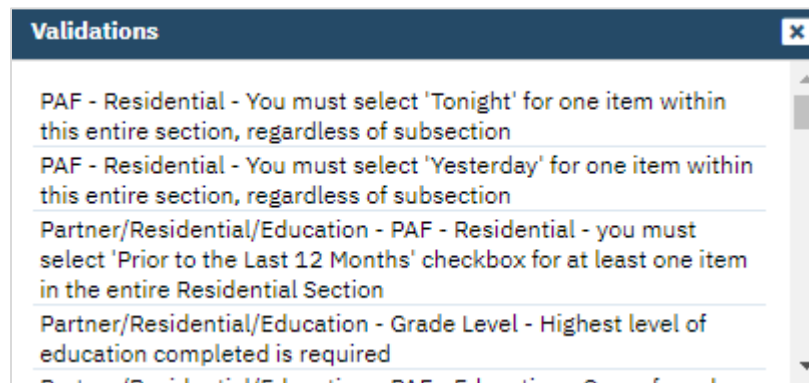 Validations
PAF - Residential - You must select 'Tonight' for one item within
this entire section, regardless of subsection
PAF - Residential - You must select 'Yesterday' for one item within
this entire section, regardless of subsection
Partner/Residential/Education - PAF - Residential - you must
select 'Prior to the Last 12 Months' checkbox for at least one item
in the entire Residential Section
Partner/Residential/Education - Grade Level - Highest level of
education completed is required